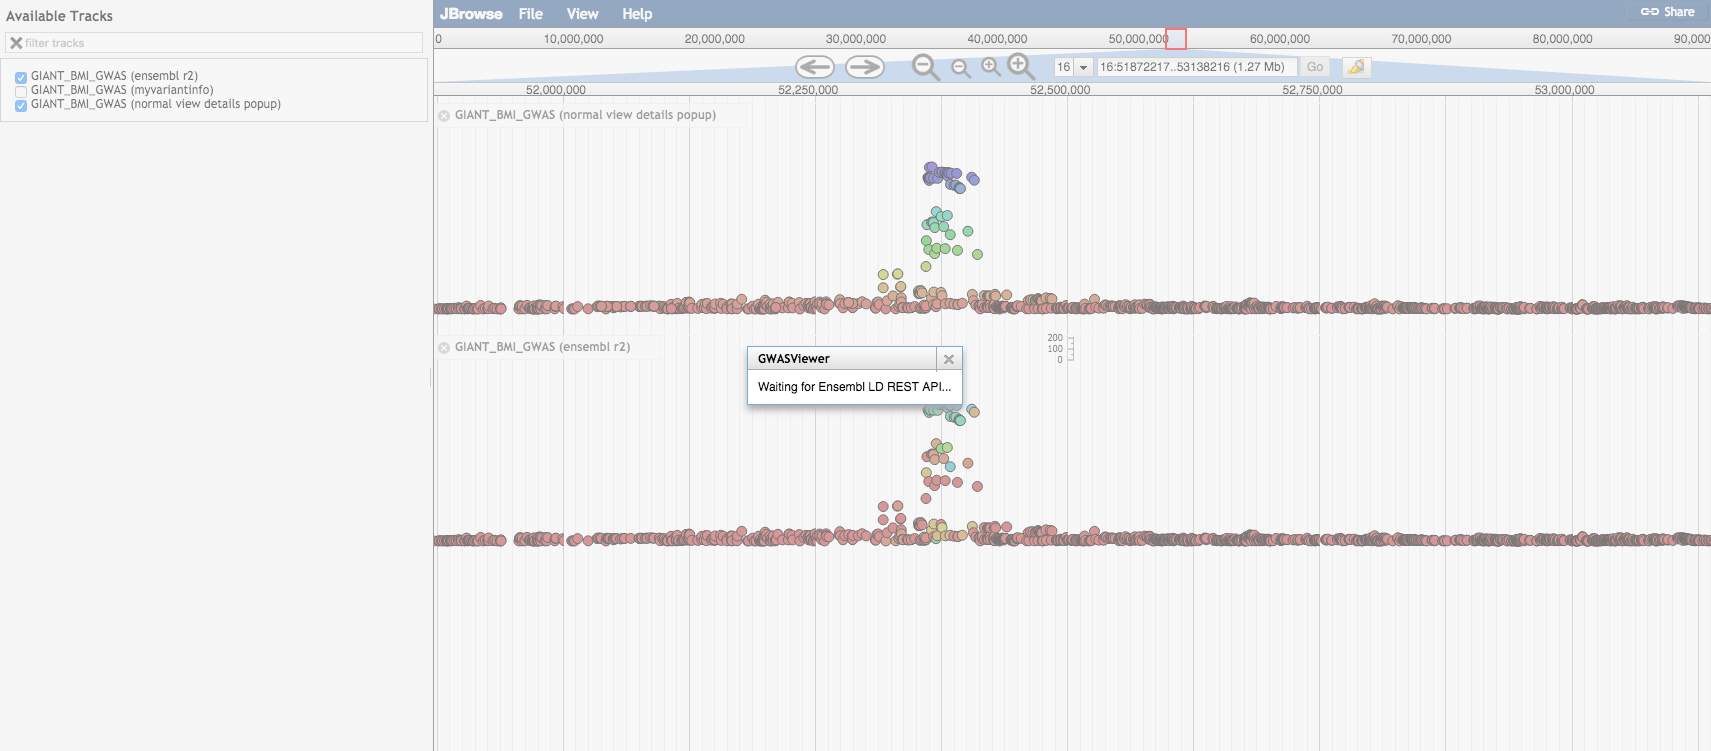 Available Tracks
filter tracks
GIANT_BMI_GWAS (ensembl r2)
GIANT_BMI_GWAS (myvariantinfo)
GIANT_BMI_GWAS (normal view details popup)
JBrowse File View Help Share
0 10,000,000 20,000,000 30,000,000 40,000,000 50,000,000 60,000,000 70,000,000 80,000,000 90,000
16 16:51872217..53138216 (1.27 Mb) Go
52,000,000 52,250,000 52,500,000 52,750,000 53,000,000
GIANT_BMI_GWAS (normal view details popup)
GIANT_BMI_GWAS (ensembl r2)
200
100
0
GWASViewer
Waiting for Ensembl LD REST API...